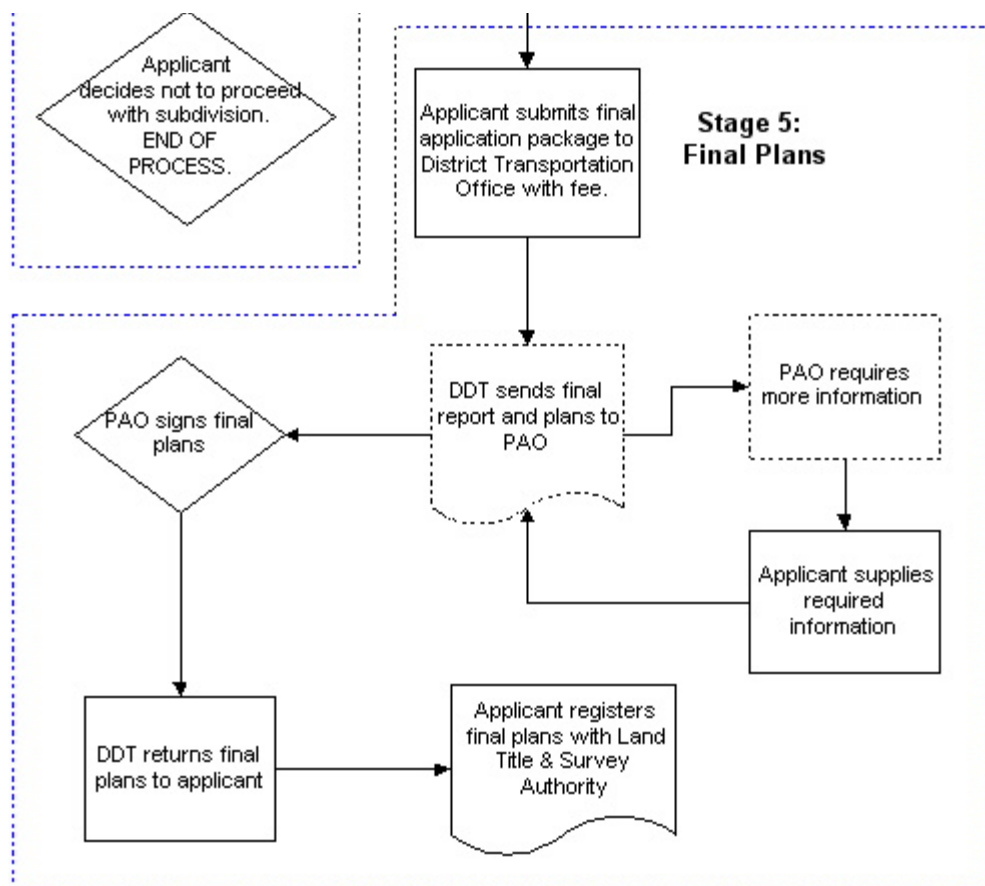 Applicant
decides not to proceed
with subdivision.
END OF
PROCESS.
Applicant submits final
application package to
District Transportation
Office with fee.
Stage 5:
Final Plans
PAO signs final
plans
DDT sends final
report and plans to
PAO
PAO requires
more information
Applicant supplies
required
information
DDT returns final
plans to applicant
Applicant registers
final plans with Land
Title & Survey
Authority